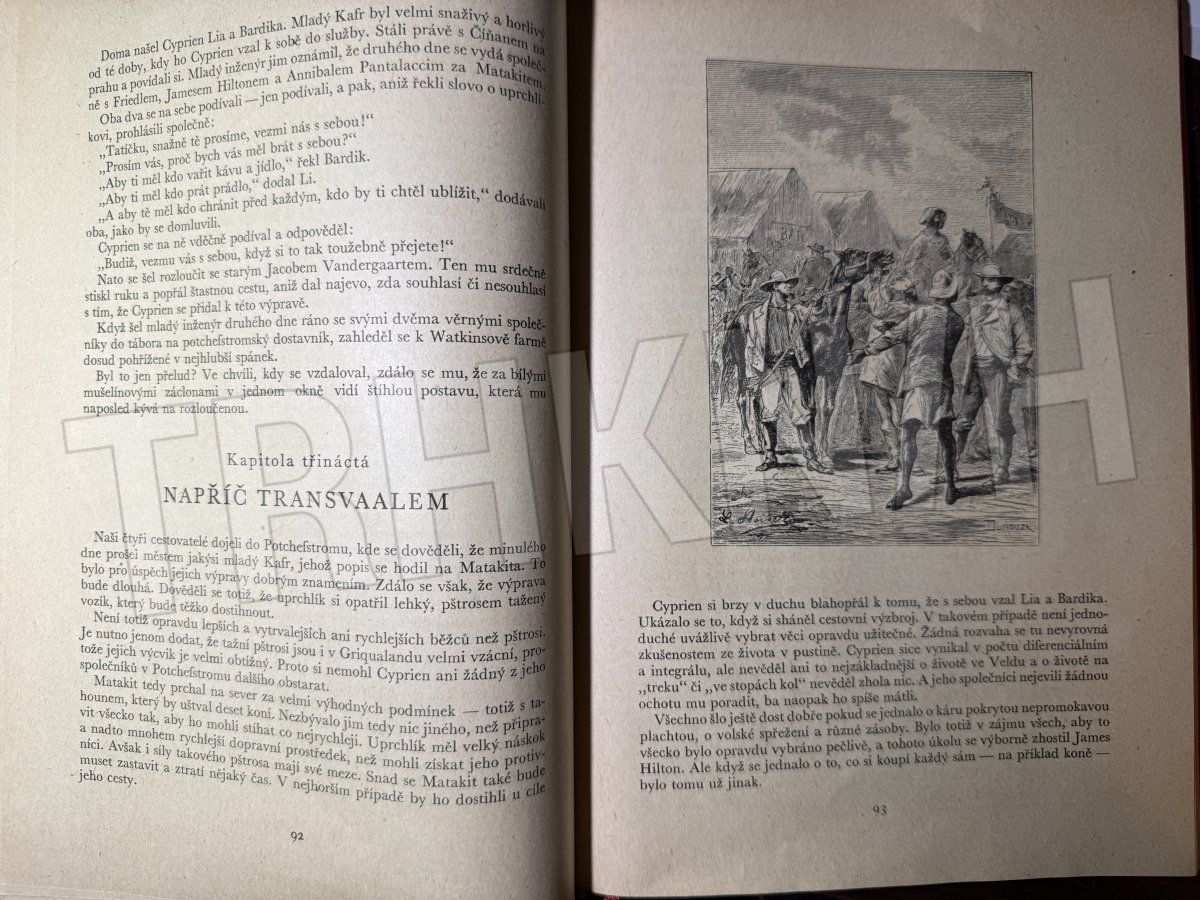 Doma našel Cyprien Lia a Bardika. Mladý Kafr byl velmi snaživý a horlivý
od té doby, kdy ho Cyprien vzal k sobě do služby. Stáli právě s Číňanem na
prahu a povídali si. Mladý inženýr jim oznámil, že druhého dne se vydá společ-
ně s Friedlem, Jamesem Hiltonem a Annibalem Pantalaccim za Matakitem.
Oba dva se na sebe podívali — jen podívali, a pak, aniž řekli slovo o uprchlí-
kovi, prohlásili společně:
„Tatíčku, snažně tě prosíme, vezmi nás s sebou!“
„Prosím vás, proč bych vás měl brát s sebou?“
„Aby ti měl kdo vařit kávu a jídlo,“ řekl Bardik.
„Aby ti měl kdo prát prádlo,“ dodal Li.
„A aby tě měl kdo chránit před každým, kdo by ti chtěl ublížit,“ dodávali
oba, jako by se domluvili.
Cyprien se na ně vděčně podíval a odpověděl:
„Budiž, vezmu vás s sebou, když si to tak toužebně přejete!“
Nato se šel rozloučit se starým Jacobem Vandergaartem. Ten mu srdečně
stiskl ruku a popřál šťastnou cestu, aniž dal najevo, zda souhlasí či nesouhlasí
s tím, že Cyprien se přidal k této výpravě.
Když šel mladý inženýr druhého dne ráno se svými dvěma věrnými společ-
níky do tábora na potchefstromský dostavník, zahleděl se k Watkinsově farmě
dosud pohřížené v nejhlubší spánek.
Byl to jen přelud? Ve chvíli, kdy se vzdaloval, zdálo se mu, že za bílými
mušelínovými záclonami v jednom okně vidí štíhlou postavu, která mu
naposled kývá na rozloučenou.
Kapitola třináctá
NAPŘÍČ TRANSVAALEM
Naši čtyři cestovatelé dojeli do Potchefstromu, kde se dověděli, že minulého
dne prošel městem jakýsi mladý Kafr, jehož popis se hodil na Matakita. To
bylo pro úspěch jejich výpravy dobrým znamením. Zdálo se však, že výprava
bude dlouhá. Dověděli se totiž, že uprchlík si opatřil lehký, pštrosem tažený
vozík, který bude těžko dostihnout.
Není totiž opravdu lepších a vytrvalejších ani rychlejších běžců než pštrosi.
Je nutno jenom dodat, že tažní pštrosi jsou i v Griqualandu velmi vzácní, pro-
tože jejich výcvik je velmi obtížný. Proto si nemohl Cyprien ani žádný z jeho
společníků v Potchefstromu dalšího obstarat.
Matakit tedy prchal na sever za velmi výhodných podmínek — totiž s ta-
hounem, který by uštval deset koní. Nezbývalo jim tedy nic jiného, než připra-
vit všecko tak, aby ho mohli stíhat co nejrychleji. Uprchlík měl velký náskok
a nadto mnohem rychlejší dopravní prostředek, než mohli získat jeho protiv-
níci. Avšak i síly takového pštrosa mají své meze. Snad se Matakit také bude
muset zastavit a ztratí nějaký čas. V nejhorším případě by ho dostihli u cíle
jeho cesty.
92
BAR
TRHKNIH
Cyprien si brzy v duchu blahopřál k tomu, že s sebou vzal Lia a Bardika.
Ukázalo se to, když si sháněl cestovní výzbroj. V takovém případě není jedno-
duché uvážlivě vybrat věci opravdu užitečné. Žádná rozvaha se tu nevyrovná
zkušenostem ze života v pustině. Cyprien sice vynikal v počtu diferenciálním
a integrálu, ale nevěděl ani to nejzákladnější o životě ve Veldu a o životě na
„treku“ či „ve stopách kol“ nevěděl zhola nic. A jeho společníci nejevili žádnou
ochotu mu poradit, ba naopak ho spíše mátli.
Všechno šlo ještě dost dobře pokud se jednalo o káru pokrytou nepromokavou
plachtou, o volské spřežení a různé zásoby. Bylo totiž v zájmu všech, aby to
všecko bylo opravdu vybráno pečlivě, a tohoto úkolu se výborně zhostil James
Hilton. Ale když se jednalo o to, co si koupí každý sám — na příklad koně —
bylo tomu už jinak.
93